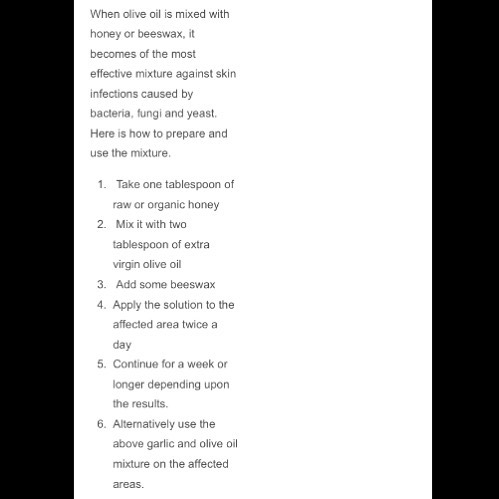 When olive oil is mixed with
honey or beeswax, it
becomes of the most
effective mixture against skin
infections caused by
bacteria, fungi and yeast.
Here is how to prepare and
use the mixture.
1. Take one tablespoon of
raw or organic honey
2. Mix it with two
tablespoon of extra
virgin olive oil
3. Add some beeswax
4. Apply the solution to the
affected area twice a
day
5. Continue for a week or
longer depending upon
the results.
6. Alternatively use the
above garlic and olive oil
mixture on the affected
areas.